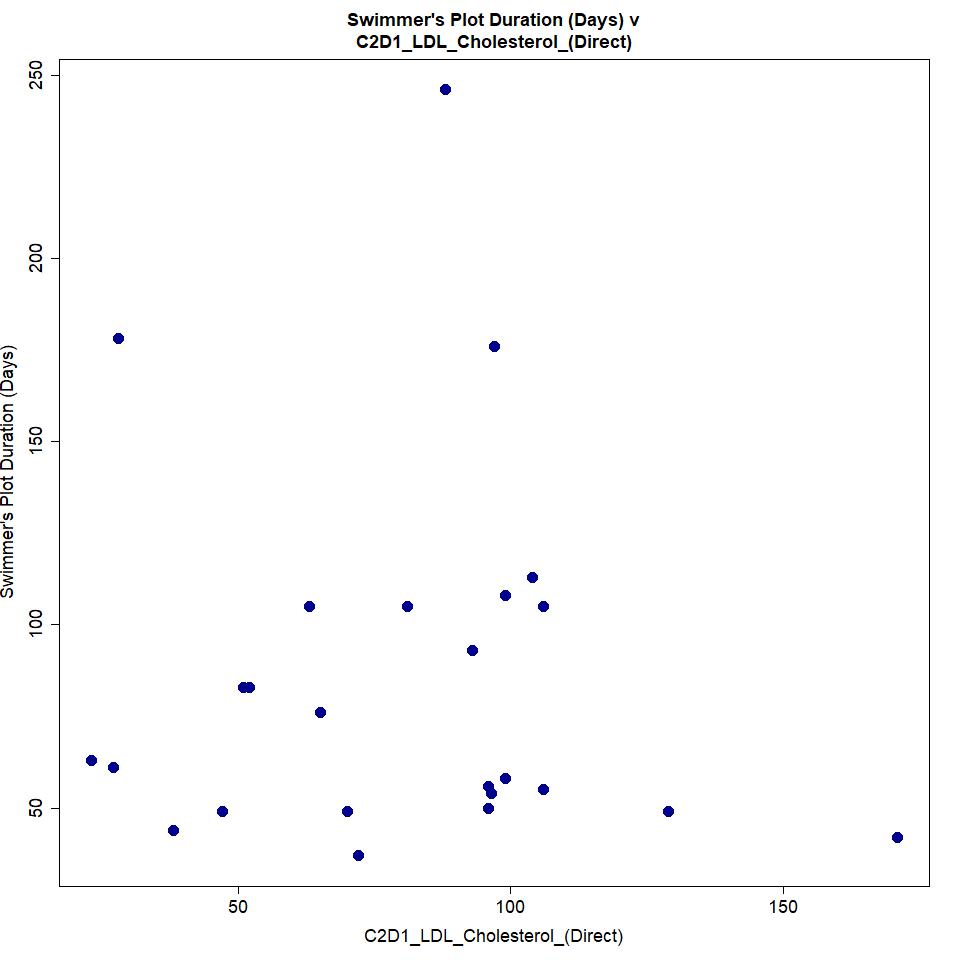 Swimmer's Plot Duration (Days) v
C2D1_LDL_Cholesterol_(Direct)
250
200
150
100
50
Swimmer's Plot Duration (Days)
50
100
150
C2D1_LDL_Cholesterol_(Direct)